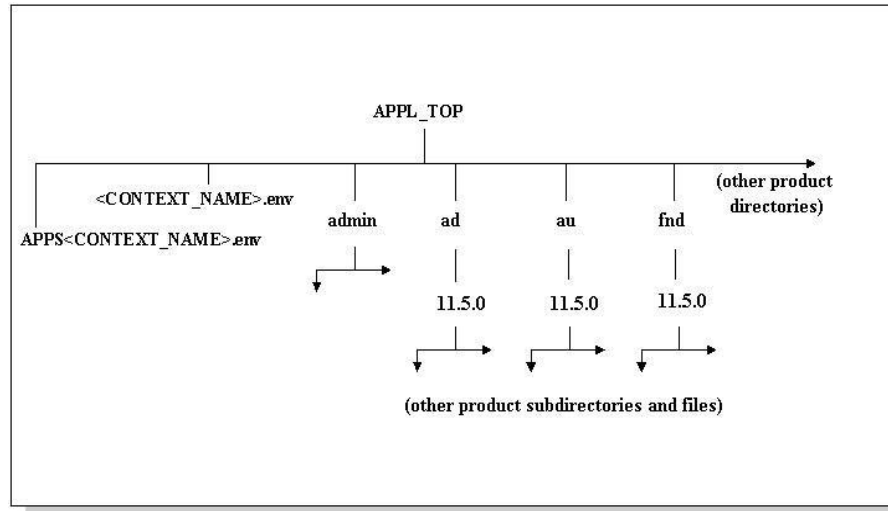 APPL_TOP
<CONTEXT_NAME>.env
APPS<CONTEXT_NAME>.env
admin
ad
au
fnd
(other product
directories)
11.5.0
11.5.0
11.5.0
(other product subdirectories and files)